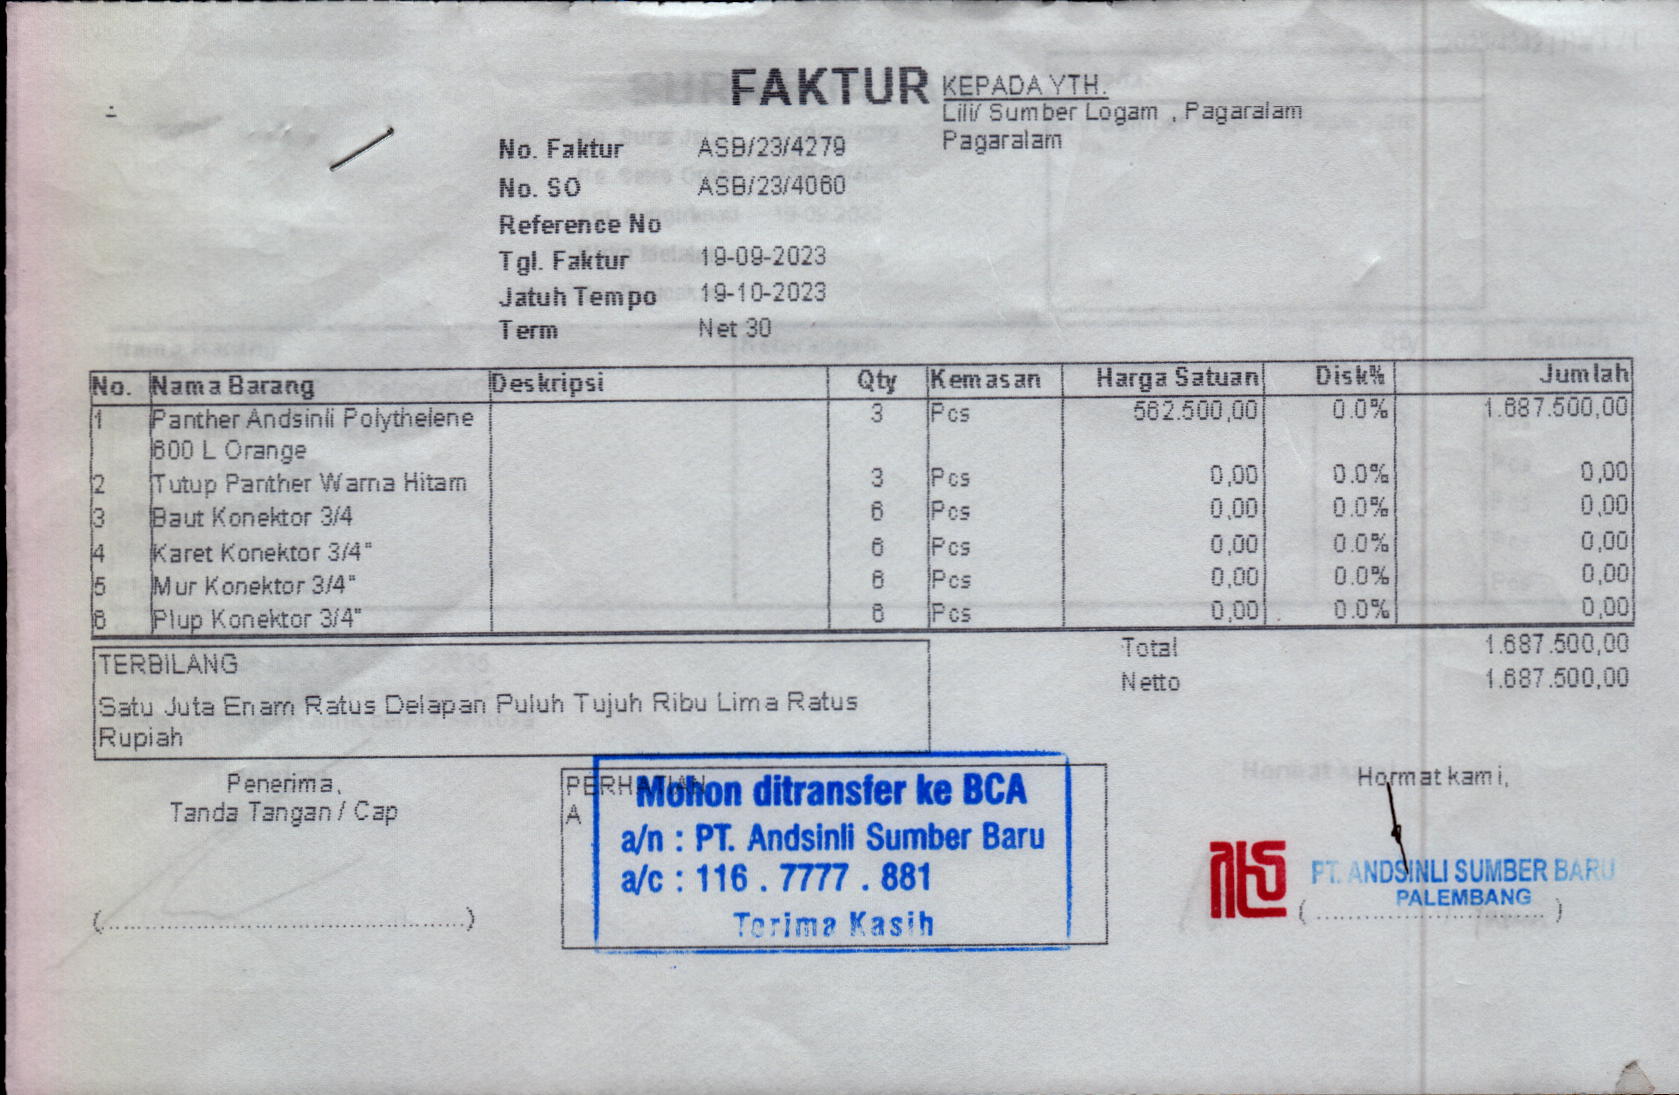 FAKTUR
KEPADA YTH.
Lili/ Sumber Logam , Pagaralam
Pagaralam
No. Faktur ASB/23/4279
No. SO ASB/23/4060
Reference No
Tgl. Faktur 19-09-2023
Jatuh Tempo 19-10-2023
Term Net 30
No. Nama Barang Deskripsi Qty Kemasan Harga Satuan Disk% Jumlah
1 Panther Andsinli Polythelene 3 Pcs 562.500,00 0.0% 1.687.500,00
600 L Orange
2 Tutup Panther Warna Hitam 3 Pcs 0,00 0.0% 0,00
3 Baut Konektor 3/4 6 Pcs 0,00 0.0% 0,00
4 Karet Konektor 3/4" 6 Pcs 0,00 0.0% 0,00
5 Mur Konektor 3/4" 6 Pcs 0,00 0.0% 0,00
6 Plup Konektor 3/4" 6 Pcs 0,00 0.0% 0,00
Total 1.687.500,00
Netto 1.687.500,00
TERBILANG
Satu Juta Enam Ratus Delapan Puluh Tujuh Ribu Lima Ratus
Rupiah
Penerima,
Tanda Tangan / Cap
(........................................)
PERHATIAN
A
Mohon ditransfer ke BCA
a/n : PT. Andsinli Sumber Baru
a/c : 116 . 7777 . 881
Terima Kasih
Hormat kami,
PT. ANDSINLI SUMBER BARU
PALEMBANG
(..............................)